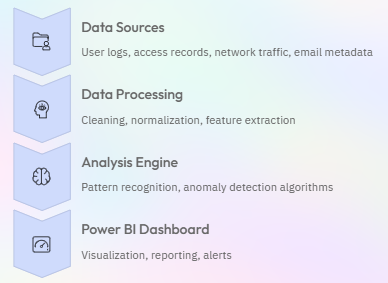 Data Sources
User logs, access records, network traffic, email metadata
Data Processing
Cleaning, normalization, feature extraction
Analysis Engine
Pattern recognition, anomaly detection algorithms
Power BI Dashboard
Visualization, reporting, alerts